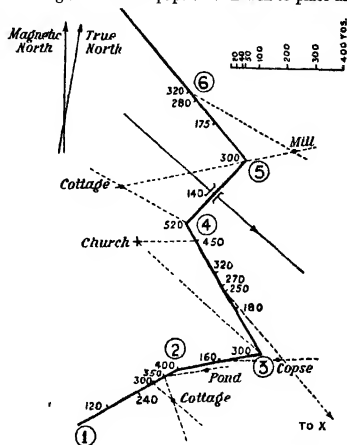 Magnetic
North
True
North
20
40
50
100
200
300
400 YDS.
⑥
320
280
175
Mill
300
⑤
Cottage
140
④
520
Church
450
320
270
250
180
②
400
350
300
160
300
③
Copse
Pond
To X
240
Cottage
120
①